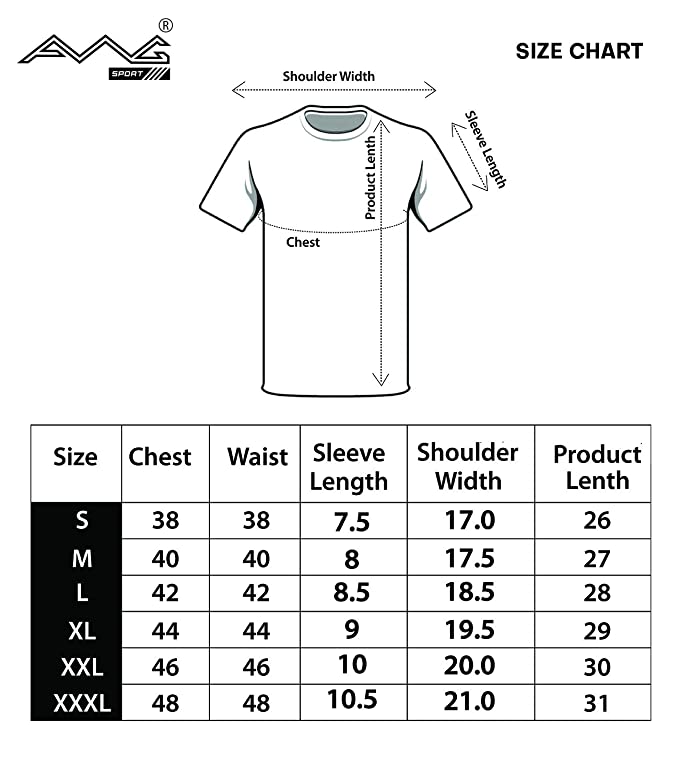 AWG ®
SPORT
SIZE CHART
Shoulder Width
Sleeve Length
Product Lenth
Chest
Size Chest Waist Sleeve Length Shoulder Width Product Lenth
S 38 38 7.5 17.0 26
M 40 40 8 17.5 27
L 42 42 8.5 18.5 28
XL 44 44 9 19.5 29
XXL 46 46 10 20.0 30
XXXL 48 48 10.5 21.0 31